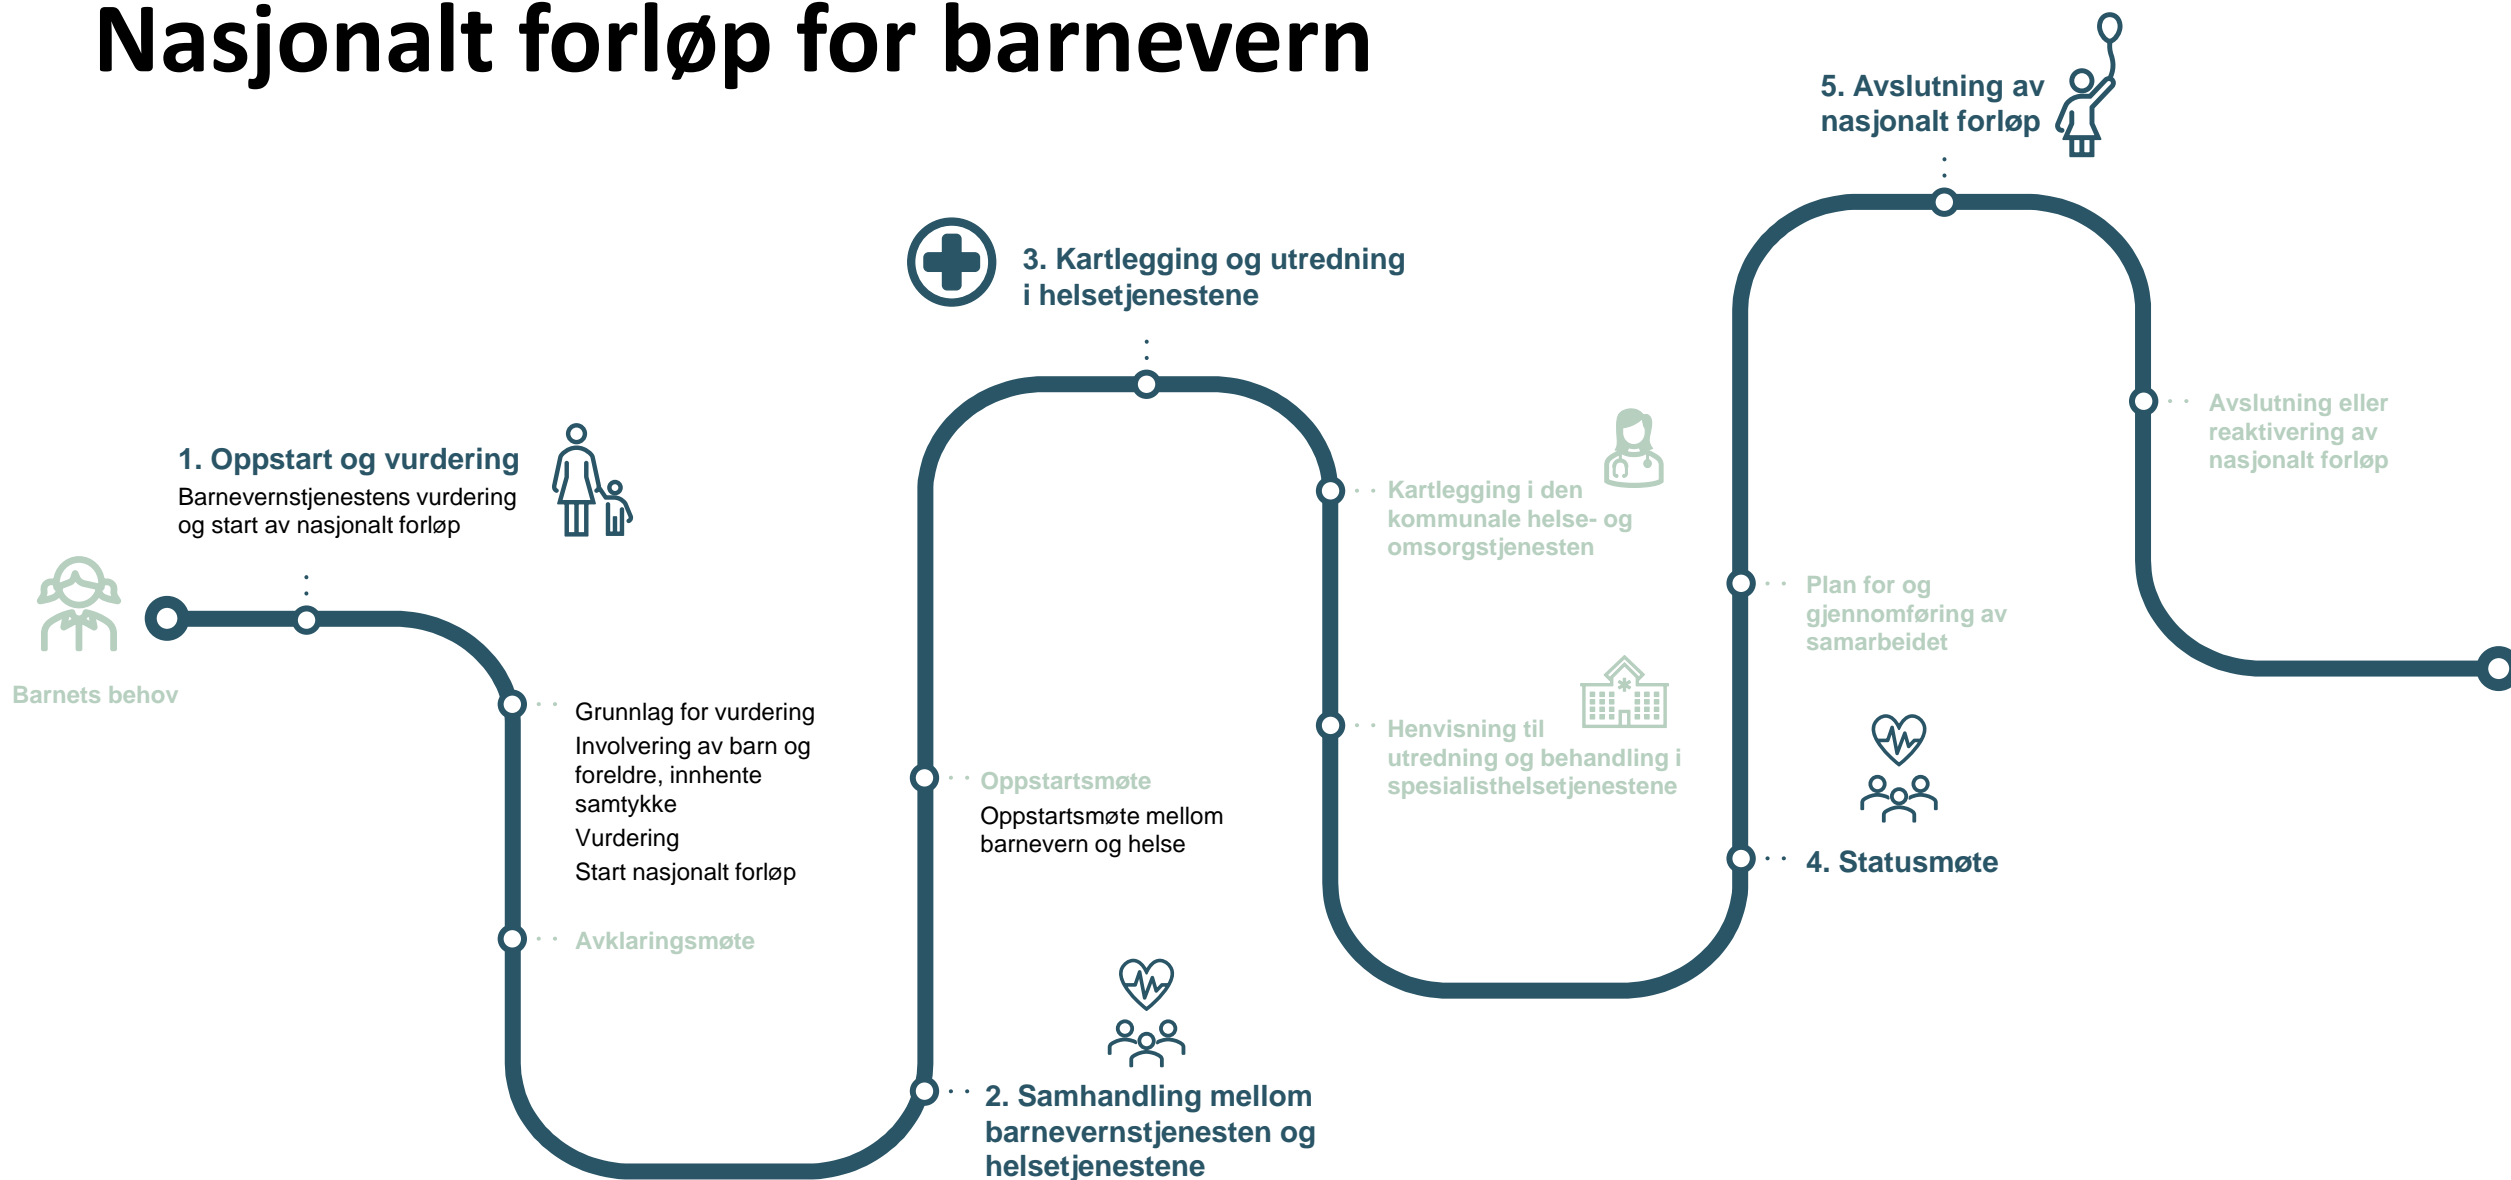 Nasjonalt forløp for barnevern
Barnets behov
1. Oppstart og vurdering
Barnevernstjenestens vurdering
og start av nasjonalt forløp
Grunnlag for vurdering
Involvering av barn og
foreldre, innhente
samtykke
Vurdering
Start nasjonalt forløp
Avklaringsmøte
2. Samhandling mellom
barnevernstjenesten og
helsetjenestene
Oppstartsmøte
Oppstartsmøte mellom
barnevern og helse
3. Kartlegging og utredning
i helsetjenestene
Kartlegging i den
kommunale helse- og
omsorgstjenesten
Henvisning til
utredning og behandling i
spesialisthelsetjenestene
4. Statusmøte
Plan for og
gjennomføring av
samarbeidet
5. Avslutning av
nasjonalt forløp
Avslutning eller
reaktivering av
nasjonalt forløp